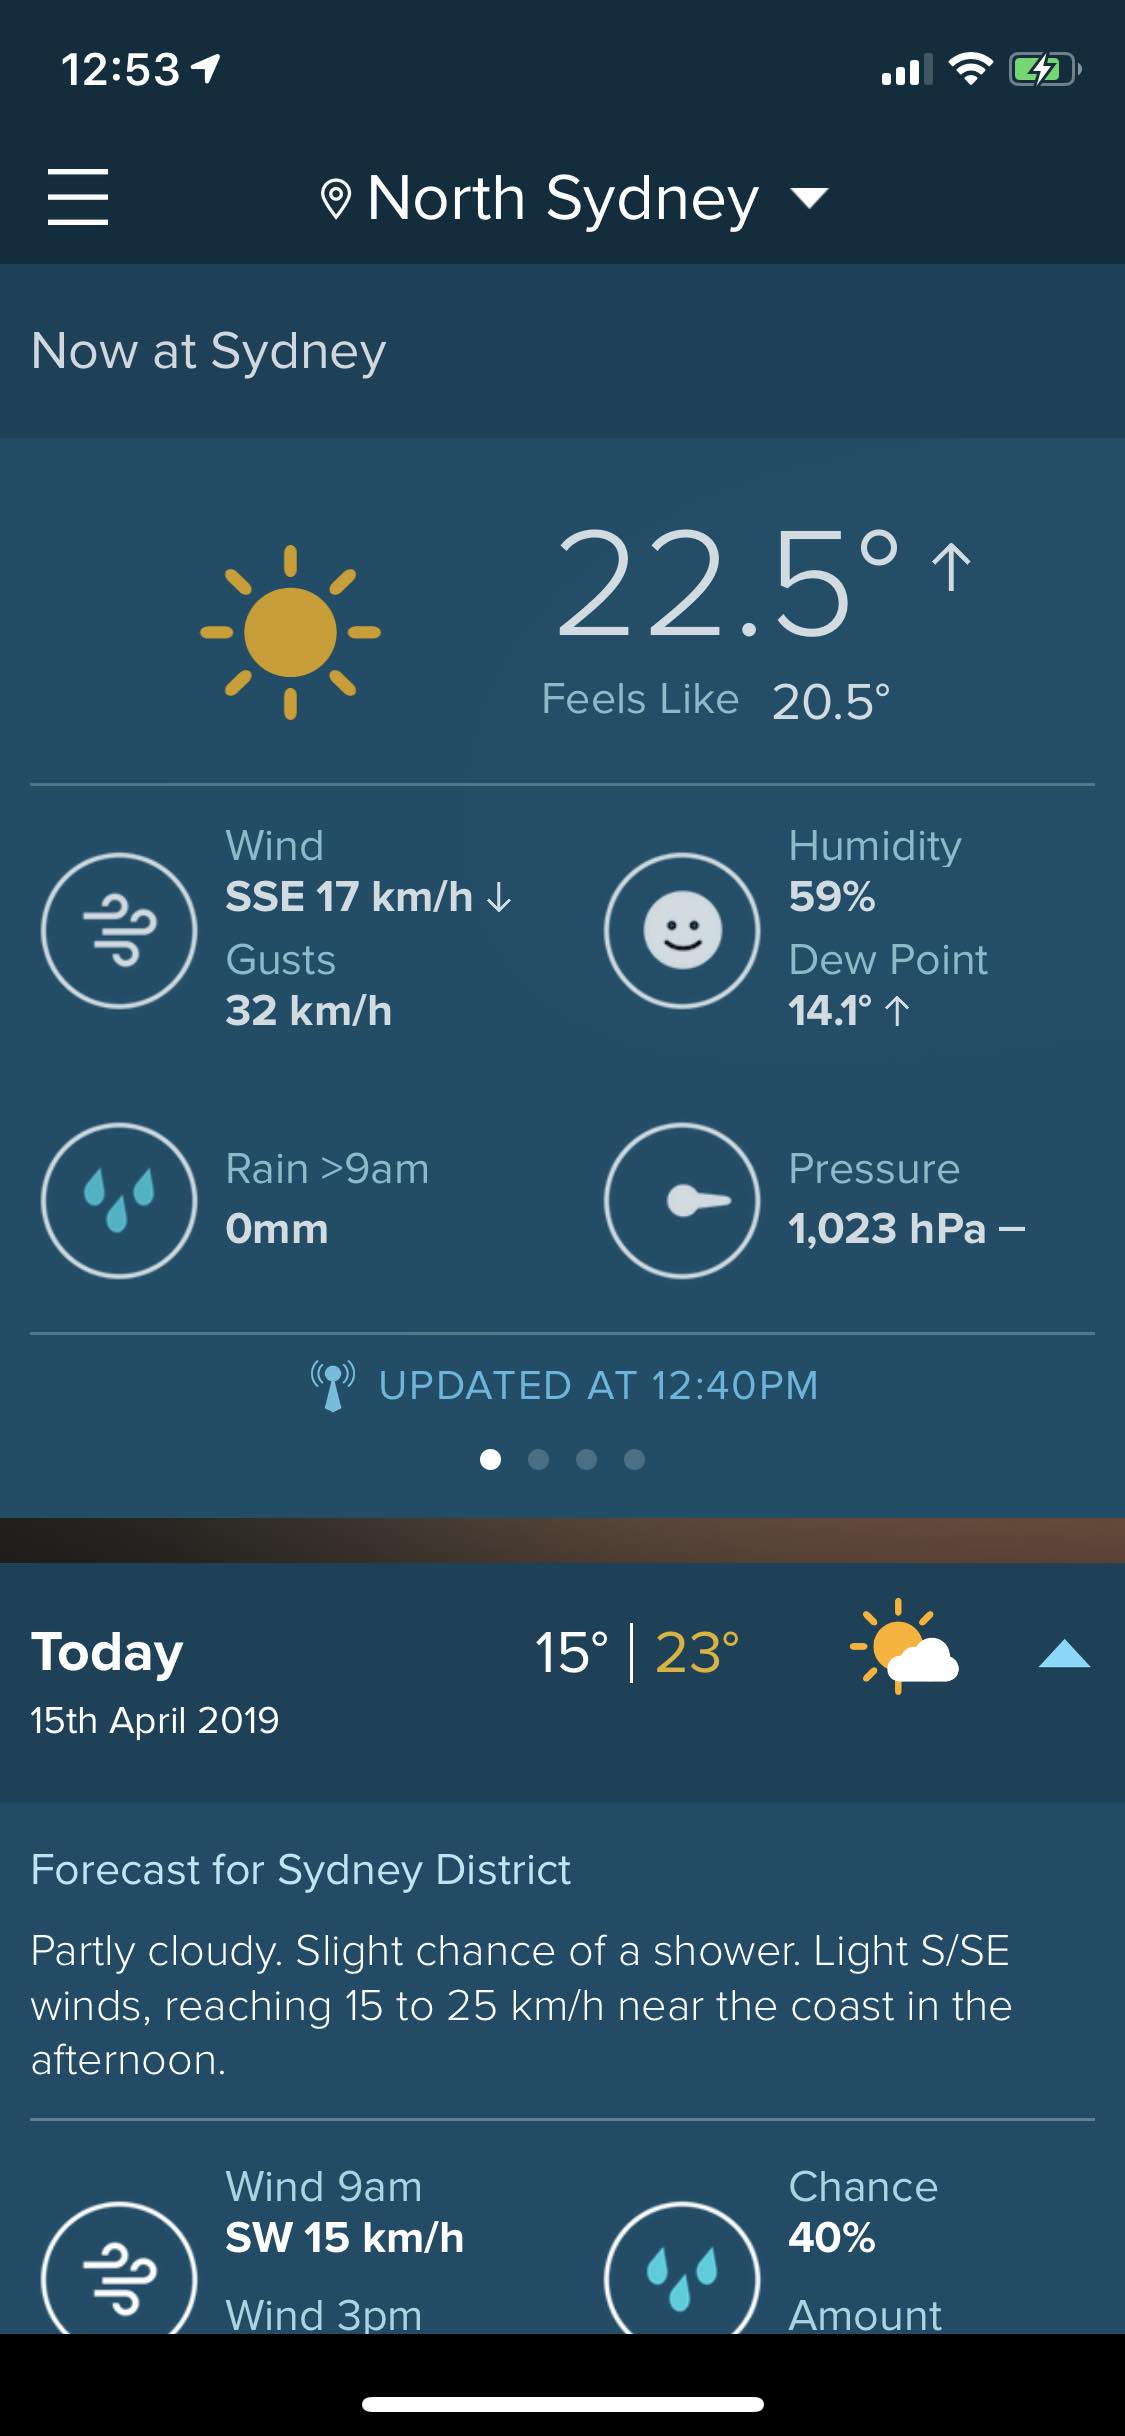 12:53
North Sydney
Now at Sydney
22.5° ↑
Feels Like 20.5°
Wind
SSE 17 km/h ↓
Gusts
32 km/h
Humidity
59%
Dew Point
14.1° ↑
Rain >9am
0mm
Pressure
1,023 hPa –
UPDATED AT 12:40PM
Today
15° | 23°
15th April 2019
Forecast for Sydney District
Partly cloudy. Slight chance of a shower. Light S/SE
winds, reaching 15 to 25 km/h near the coast in the
afternoon.
Wind 9am
SW 15 km/h
Wind 3pm
Chance
40%
Amount